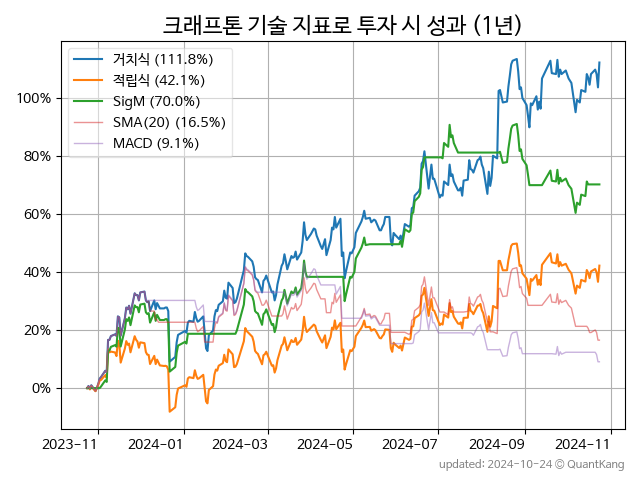 크래프톤 기술 지표로 투자 시 성과 (1년)
거치식 (111.8%)
적립식 (42.1%)
SigM (70.0%)
SMA(20) (16.5%)
MACD (9.1%)
100%
80%
60%
40%
20%
0%
2023-11 2024-01 2024-03 2024-05 2024-07 2024-09 2024-11
updated: 2024-10-24 © QuantKang